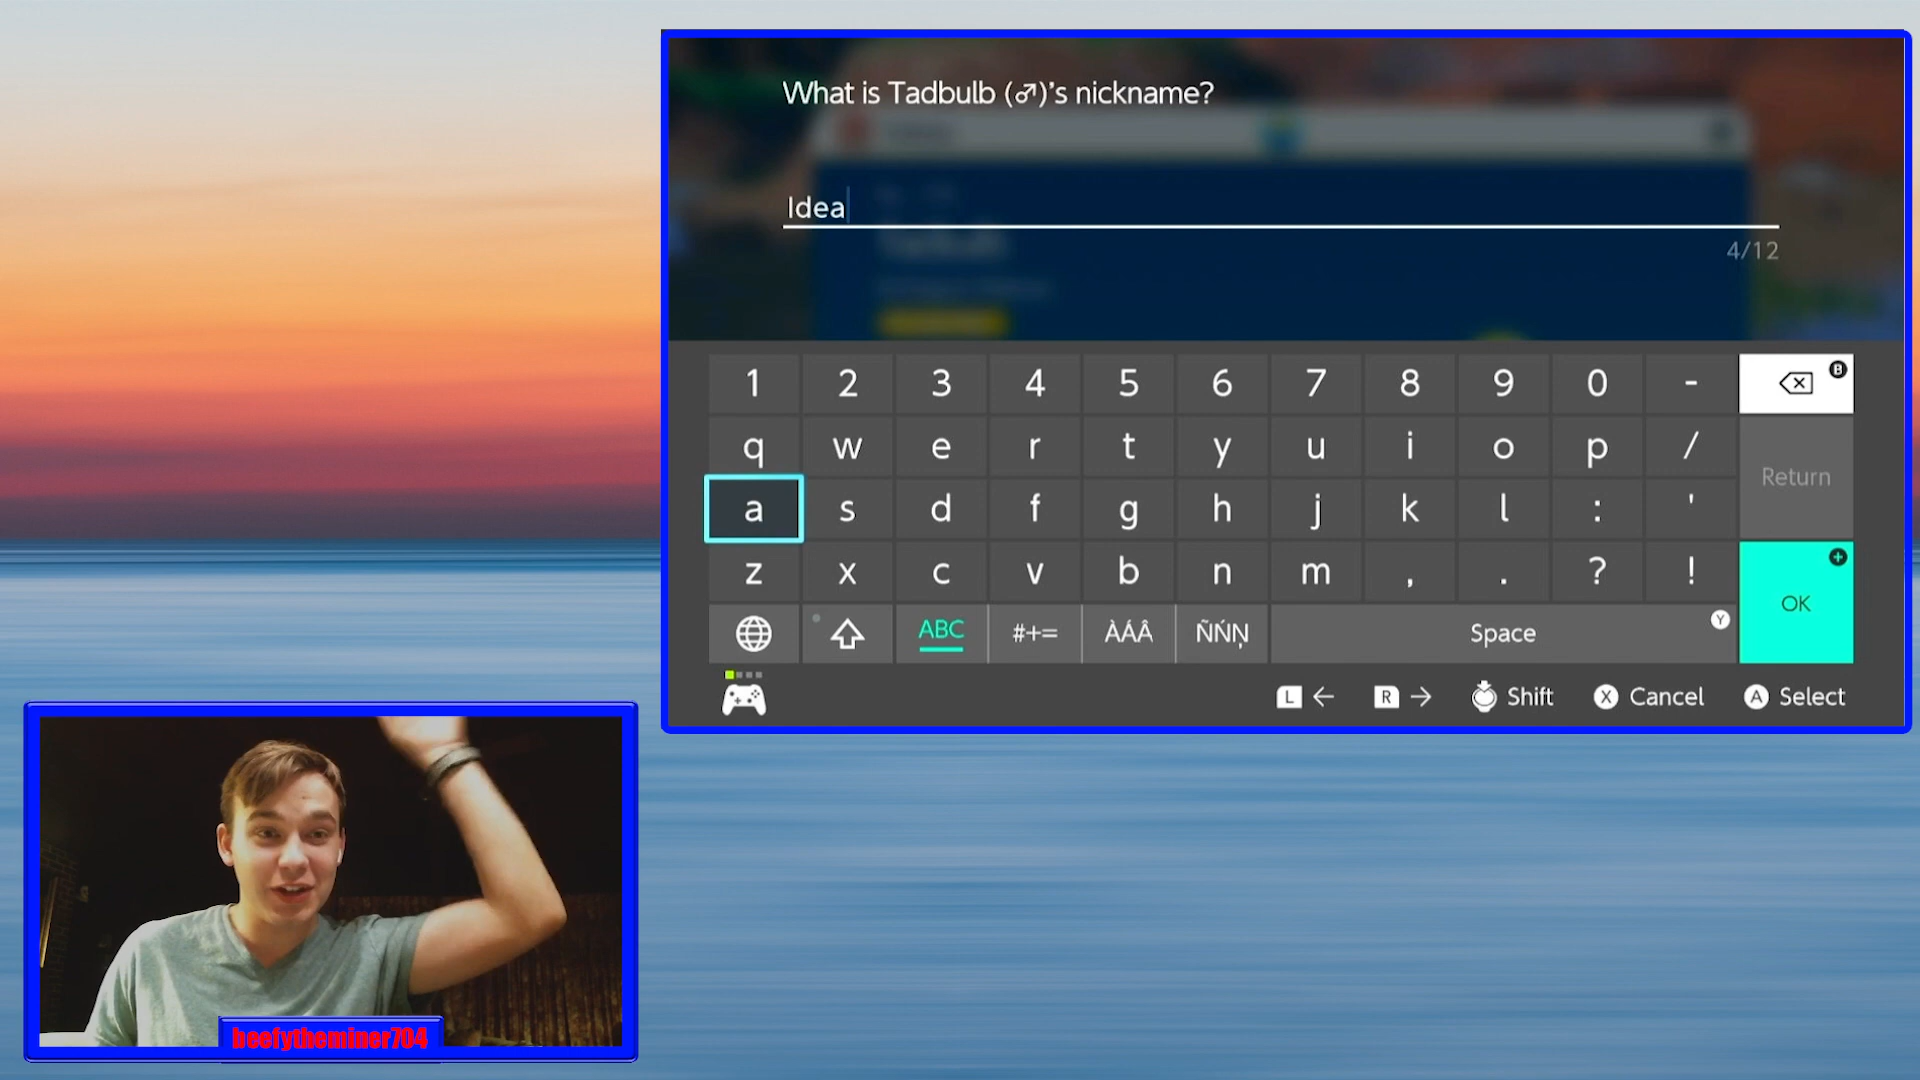 What is Tadbulb (♂)'s nickname?
Idea
4/12
1 2 3 4 5 6 7 8 9 0 - B
q w e r t y u i o p /
Return
a s d f g h j k l : '
z x c v b n m , . ? ! +
OK
ABC #+= ÀÁÂ ÑŃŅ Space Y
L ← R → Shift X Cancel A Select
beefytheminer704